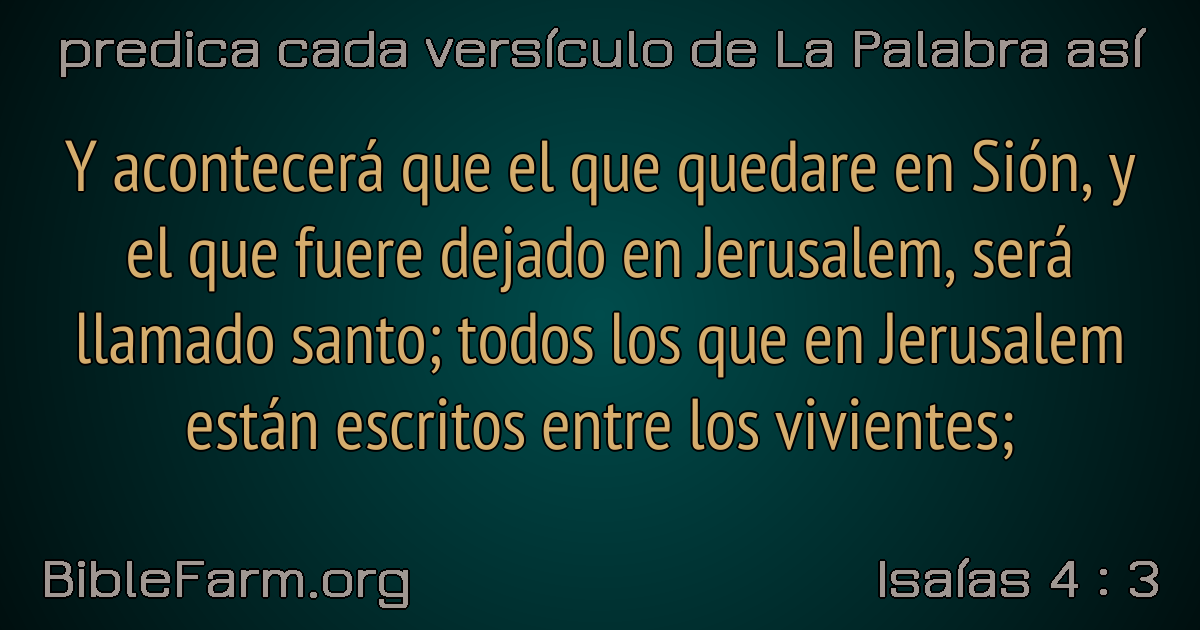 predica cada versículo de La Palabra así
Y acontecerá que el que quedare en Sión, y
el que fuere dejado en Jerusalem, será
llamado santo; todos los que en Jerusalem
están escritos entre los vivientes;
BibleFarm.org
Isaías 4 : 3